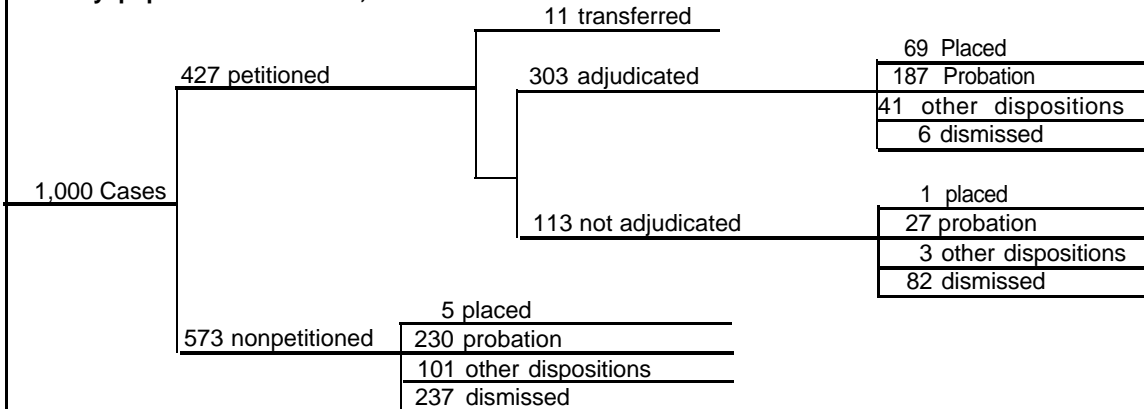 11 transferred
69 Placed
427 petitioned
303 adjudicated
187 Probation
41 other dispositions
6 dismissed
1,000 Cases
1 placed
113 not adjudicated
27 probation
3 other dispositions
82 dismissed
5 placed
573 nonpetitioned
230 probation
101 other dispositions
237 dismissed